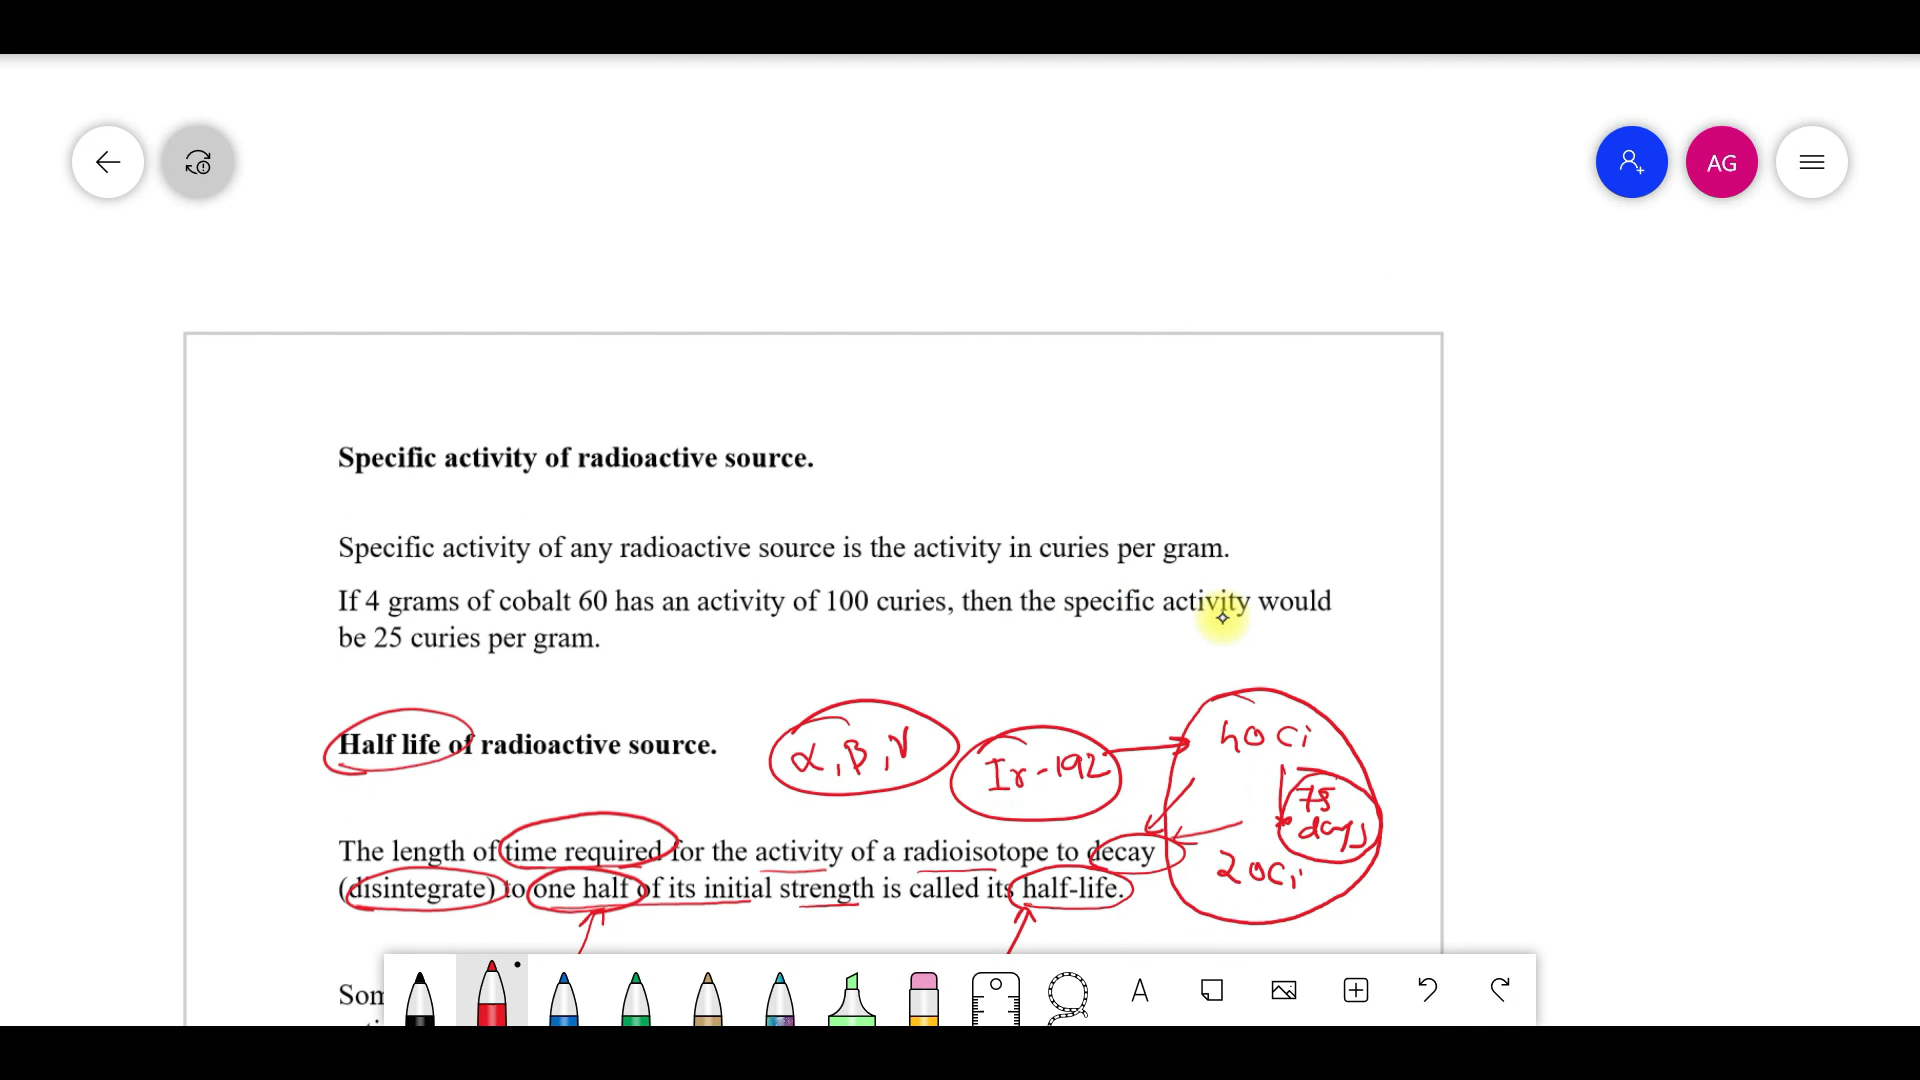 AG
Specific activity of radioactive source.
Specific activity of any radioactive source is the activity in curies per gram.
If 4 grams of cobalt 60 has an activity of 100 curies, then the specific activity would
be 25 curies per gram.
Half life of radioactive source.
α, β, γ
Ir-192
40 Ci
75
days
20Ci
The length of time required for the activity of a radioisotope to decay
(disintegrate) to one half of its initial strength is called its half-life.
A